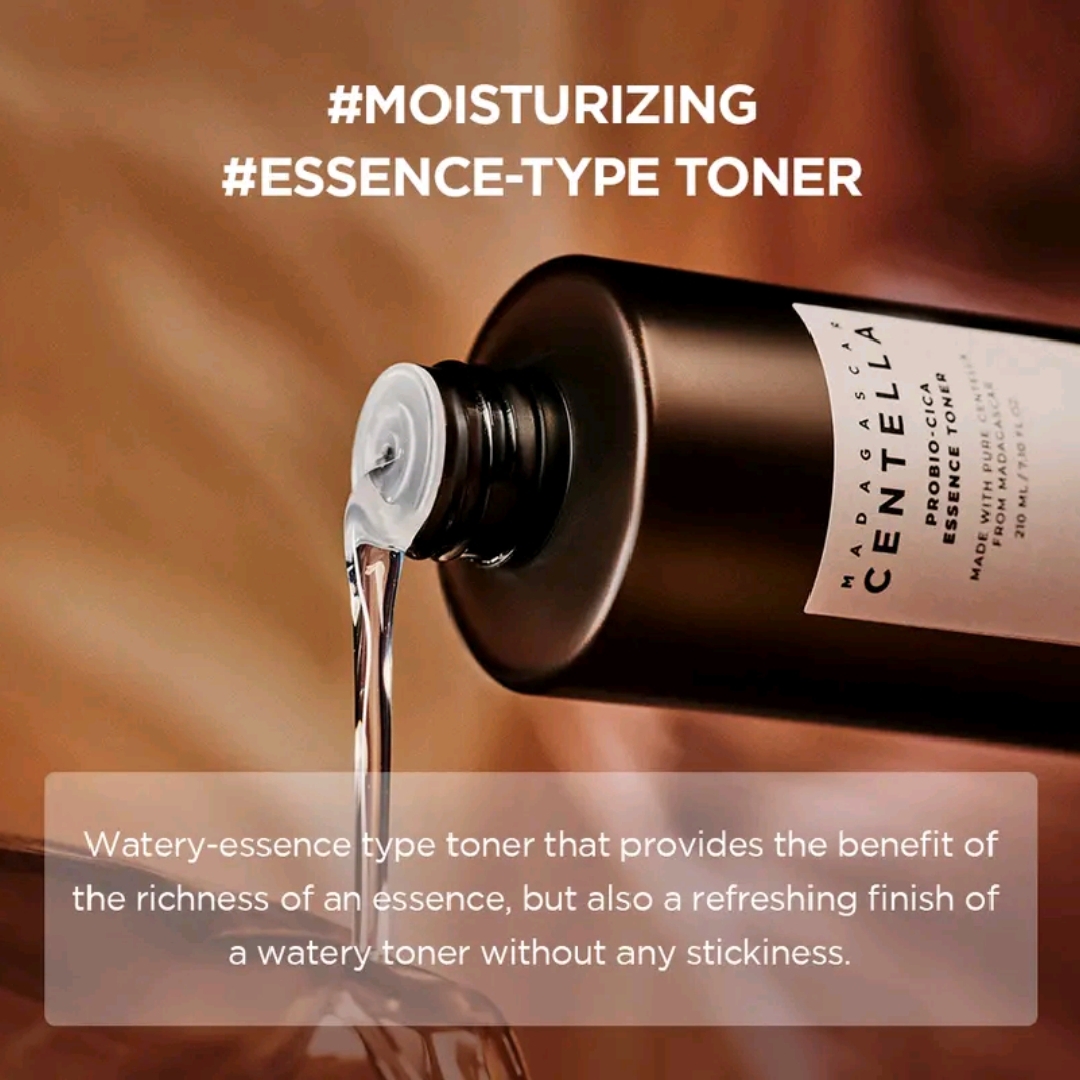 #MOISTURIZING
#ESSENCE-TYPE TONER
MADAGASCAR
CENTELLA
PROBIO-CICA
ESSENCE TONER
MADE WITH PURE CENTELLA
FROM MADAGASCAR
210 ML / 7.10 FL.OZ
Watery-essence type toner that provides the benefit of
the richness of an essence, but also a refreshing finish of
a watery toner without any stickiness.